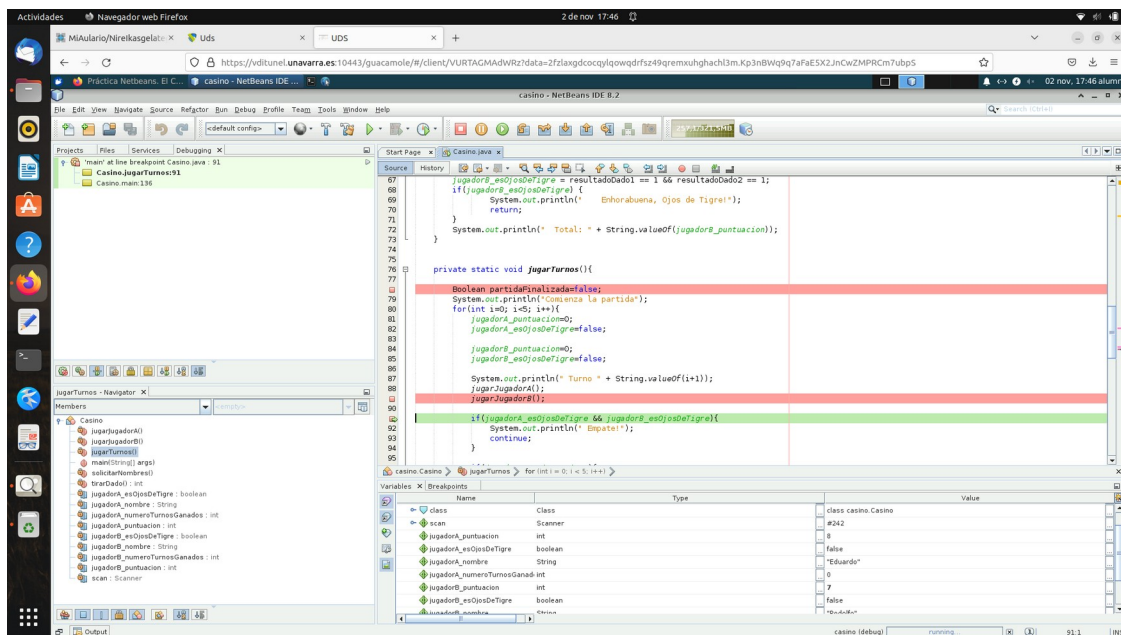 Actividades Navegador web Firefox 2 de nov 17:46
MiAulario/Nirelkasgelate × Uds × UDS × +
https://vditunel.unavarra.es:10443/guacamole/#/client/
Práctica Netbeans. El C... casino - NetBeans IDE ... 02 nov, 17:46 alumr
casino - NetBeans IDE 8.2
File Edit View Navigate Source Refactor Run Debug Profile Team Tools Window Help Search (Ctrl+I)
<default config>
Projects Files Services Debugging ×
'main' at line breakpoint Casino.java : 91
Casino.jugarTurnos:91
Casino.main:136
Start Page × Casino.java ×
Source History
67 jugadorB_esOjosDeTigre = resultadoDado1 == 1 && resultadoDado2 == 1;
68 if(jugadorB_esOjosDeTigre) {
69 System.out.println(" Enhorabuena, Ojos de Tigre!");
70 return;
71 }
72 System.out.println(" Total: " + String.valueOf(jugadorB_puntuacion));
73 }
74
75
76 private static void jugarTurnos(){
77
Boolean partidaFinalizada=false;
79 System.out.println("Comienza la partida");
80 for(int i=0; i<5; i++){
81 jugadorA_puntuacion=0;
82 jugadorA_esOjosDeTigre=false;
83
84 jugadorB_puntuacion=0;
85 jugadorB_esOjosDeTigre=false;
86
87 System.out.println(" Turno " + String.valueOf(i+1));
88 jugarJugadorA();
jugarJugadorB();
90
if(jugadorA_esOjosDeTigre && jugadorB_esOjosDeTigre){
92 System.out.println(" Empate!");
93 continue;
94 }
95
casino.Casino jugarTurnos for (int i = 0; i < 5; i++)
jugarTurnos - Navigator ×
Members <empty>
Casino
jugarJugadorA()
jugarJugadorB()
jugarTurnos()
main(String[] args)
solicitarNombres()
tirarDado() : int
jugadorA_esOjosDeTigre : boolean
jugadorA_nombre : String
jugadorA_numeroTurnosGanados : int
jugadorA_puntuacion : int
jugadorB_esOjosDeTigre : boolean
jugadorB_nombre : String
jugadorB_numeroTurnosGanados : int
jugadorB_puntuacion : int
scan : Scanner
Variables × Breakpoints
Name Type Value
class Class class casino.Casino
scan Scanner #242
jugadorA_puntuacion int 8
jugadorA_esOjosDeTigre boolean false
jugadorA_nombre String "Eduardo"
jugadorA_numeroTurnosGanad int 0
jugadorB_puntuacion int 7
jugadorB_esOjosDeTigre boolean false
jugadorB_nombre String "Rodolfo"
Output casino (debug) running... (1) 91:1 IN